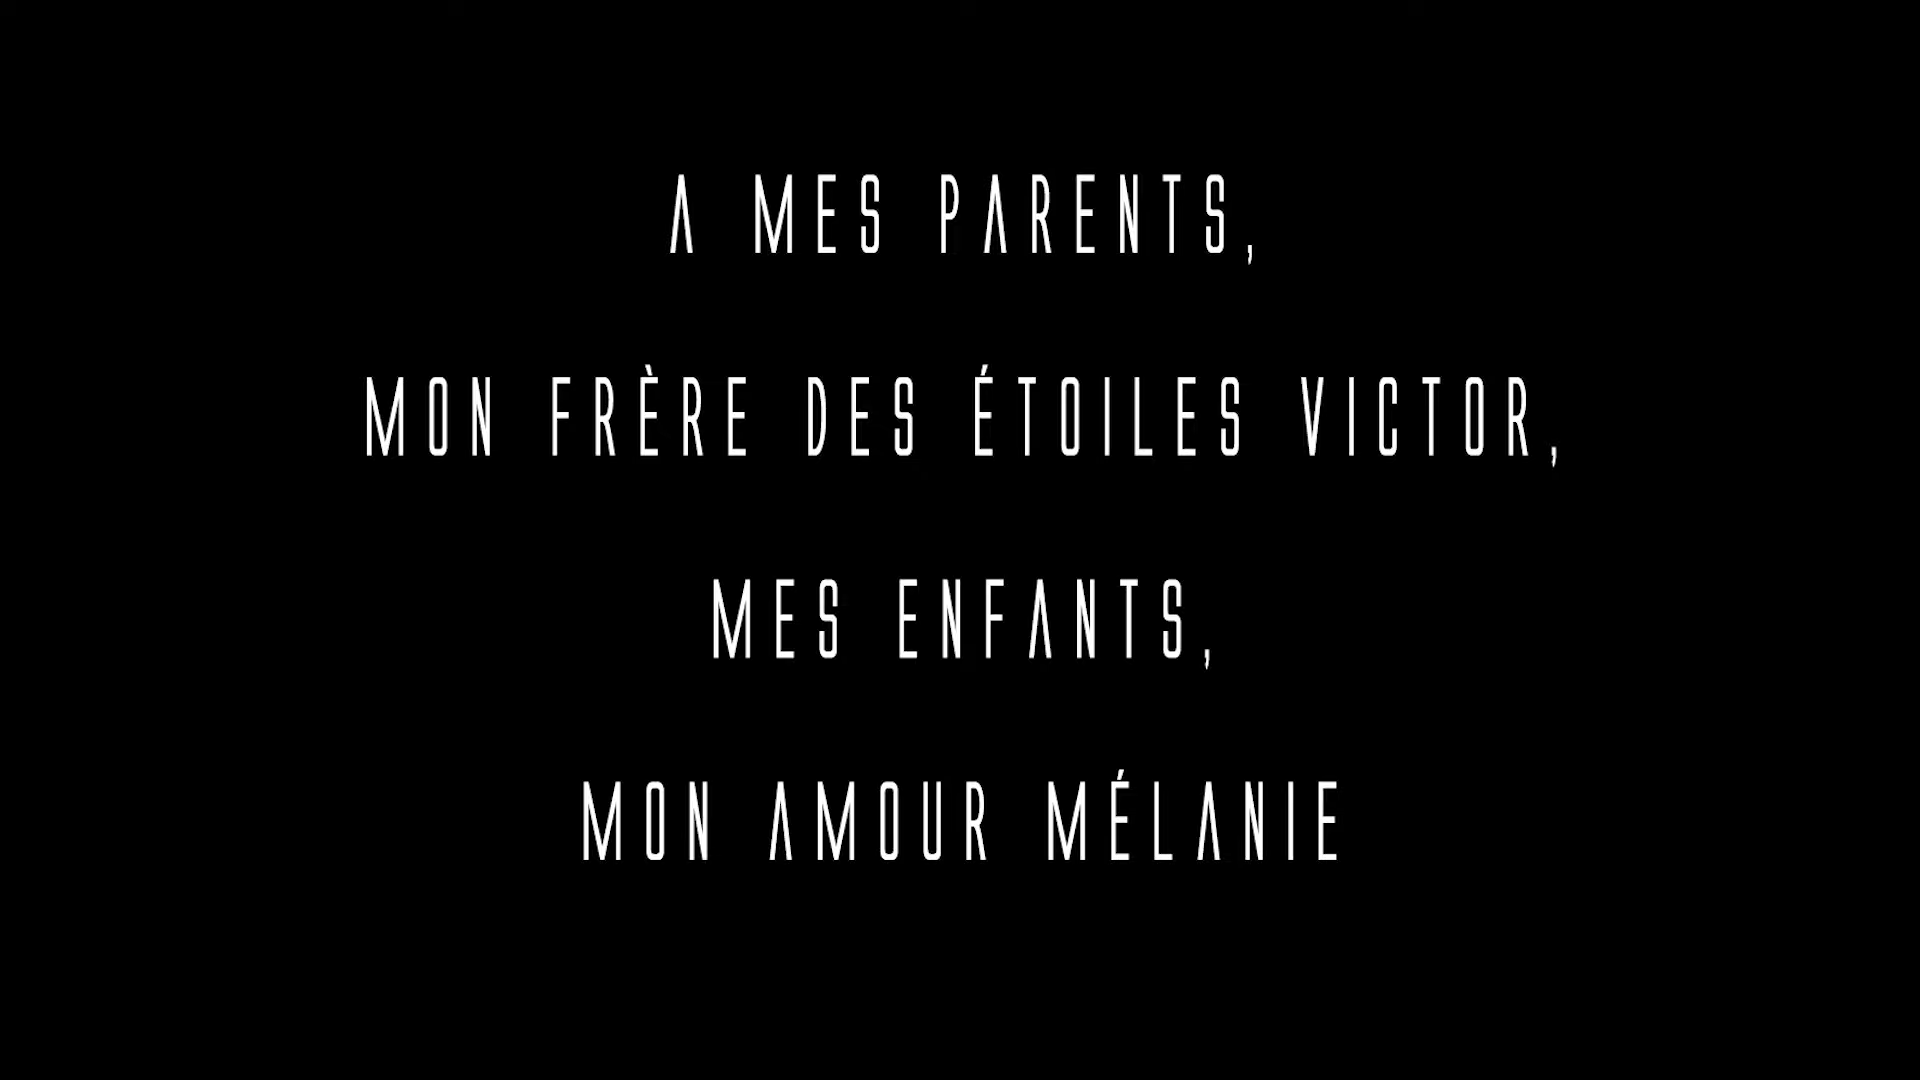 A MES PARENTS,
MON FRÈRE DES ÉTOILES VICTOR,
MES ENFANTS,
MON AMOUR MÉLANIE